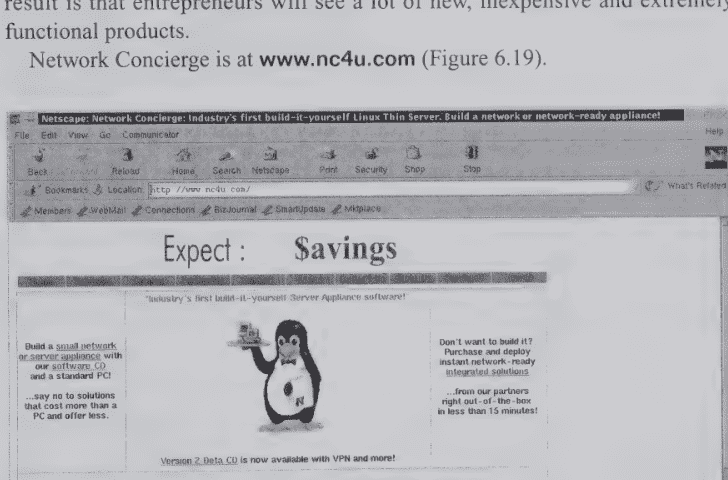 result is that entrepreneurs will see a lot of new, inexpensive and extremely
functional products.
Network Concierge is at www.nc4u.com (Figure 6.19).
Netscape: Network Concierge: Industry's first build-it-yourself Linux Thin Server. Build a network or network-ready appliance!
File Edit View Go Communicator Help
Back Reload Home Search Netscape Print Security Shop Stop
Bookmarks Location: http://www.nc4u.com/ What's Related
Members WebMail Connections BizJournal SmartUpdate Mktplace
Expect : $avings
"Industry's first build-it-yourself Server Appliance software!
Build a small network
or server appliance with
our software CD
and a standard PC!
...say no to solutions
that cost more than a
PC and offer less.
Don't want to build it?
Purchase and deploy
instant network-ready
integrated solutions
...from our partners
right out-of-the-box
in less than 15 minutes!
Version 2 Beta CD is now available with VPN and more!